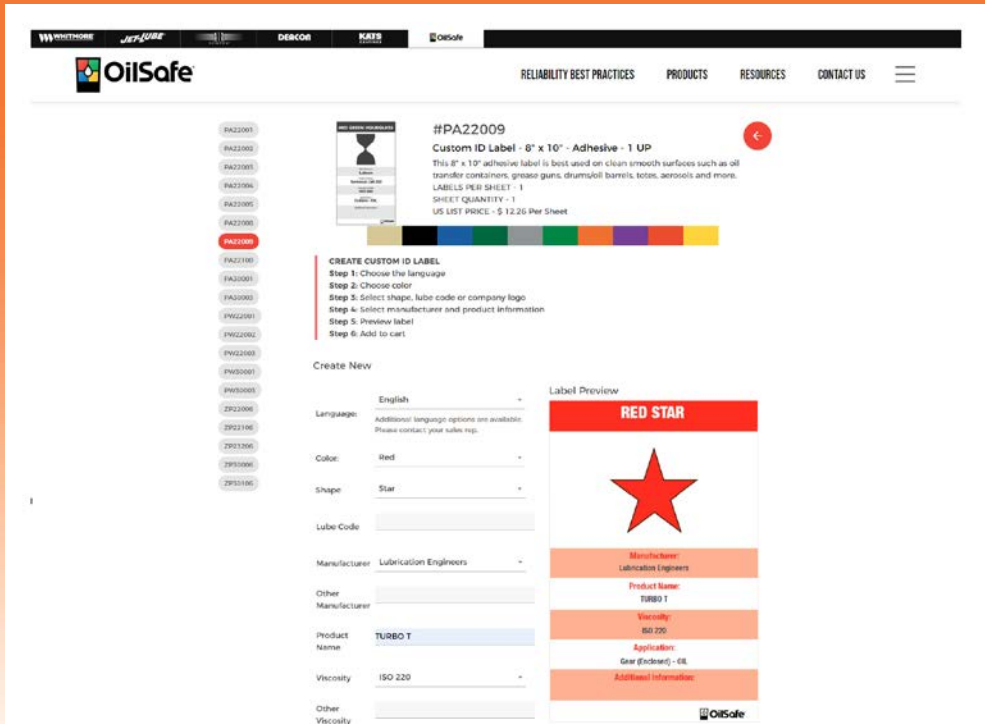 WHITMORE
JET-LUBE
DEACON
KATS
OilSafe
OilSafe
RELIABILITY BEST PRACTICES
PRODUCTS
RESOURCES
CONTACT US
PA22001
PA22002
PA22003
PA22004
PA22005
PA22008
PA22009
PA22100
PA30001
PA30003
PW22001
PW22002
PW22003
PW30001
PW30003
ZP22006
ZP22106
ZP23206
ZP30006
ZP30106
RED GREEN HOURGLASS
#PA22009
Custom ID Label - 8" x 10" - Adhesive - 1 UP
This 8" x 10" adhesive label is best used on clean smooth surfaces such as oil
transfer containers, grease guns, drums/oil barrels, totes, aerosols and more.
LABELS PER SHEET - 1
SHEET QUANTITY - 1
US LIST PRICE - $ 12.26 Per Sheet
CREATE CUSTOM ID LABEL
Step 1: Choose the language
Step 2: Choose color
Step 3: Select shape, lube code or company logo
Step 4: Select manufacturer and product information
Step 5: Preview label
Step 6: Add to cart
Create New
Language:
English
Additional language options are available.
Please contact your sales rep.
Color:
Red
Shape
Star
Lube Code
Manufacturer
Lubrication Engineers
Other
Manufacturer
Product
Name
TURBO T
Viscosity
ISO 220
Other
Viscosity
Label Preview
RED STAR
Manufacturer:
Lubrication Engineers
Product Name:
TURBO T
Viscosity:
ISO 220
Application:
Gear (Enclosed) - OIL
Additional Information:
OilSafe